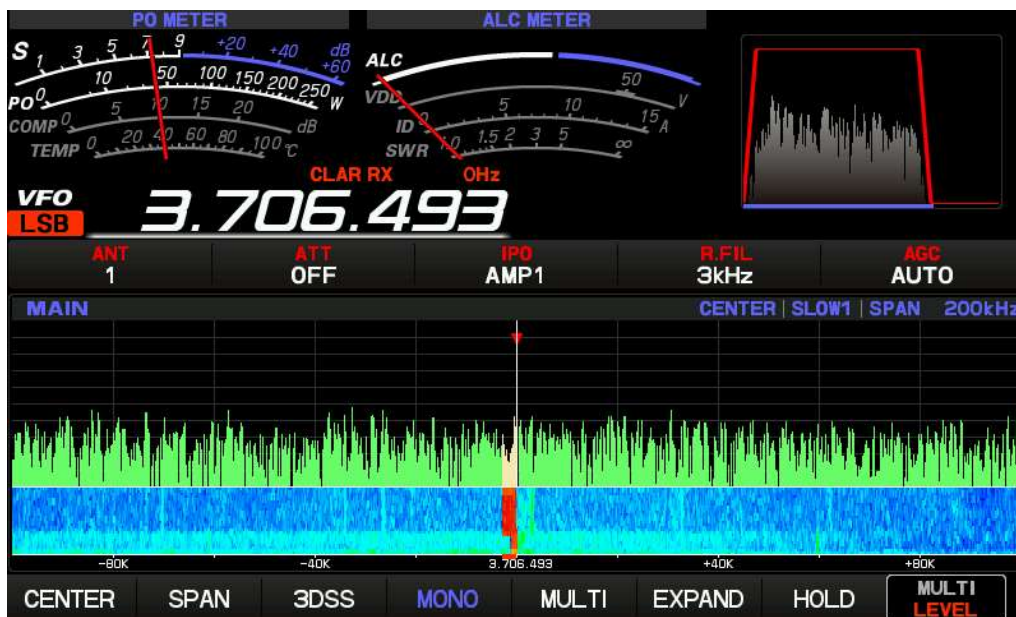 PO METER
ALC METER
S 1 3 5 7 9 +20 +40 +60 dB
PO 0 10 50 100 150 200 250 W
COMP 0 5 10 15 20 dB
TEMP 0 20 40 60 80 100 °C
ALC
VDD 50 V
ID 0 5 10 15 A
SWR 1.0 1.5 2 3 5 ∞
CLAR RX 0Hz
VFO
LSB
3.706.493
ANT ATT IPO R.FIL AGC
1 OFF AMP1 3kHz AUTO
MAIN CENTER | SLOW1 | SPAN 200kHz
-80K -40K 3.706.493 +40K +80K
CENTER SPAN 3DSS MONO MULTI EXPAND HOLD MULTI
LEVEL